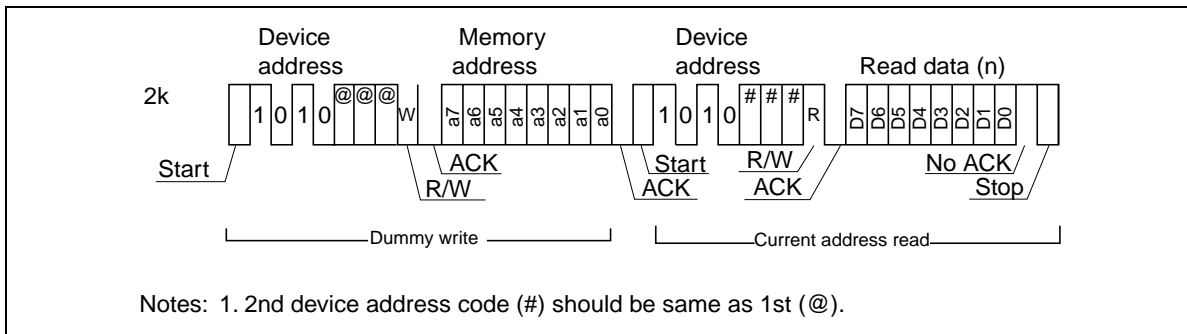 Device Memory Device
address address address Read data (n)
2k
1 0 1 0 @ @ @ W a7 a6 a5 a4 a3 a2 a1 a0 1 0 1 0 # # # R D7 D6 D5 D4 D3 D2 D1 D0
Start ACK Start R/W No ACK
R/W ACK ACK Stop
Dummy write Current address read
Notes: 1. 2nd device address code (#) should be same as 1st (@).